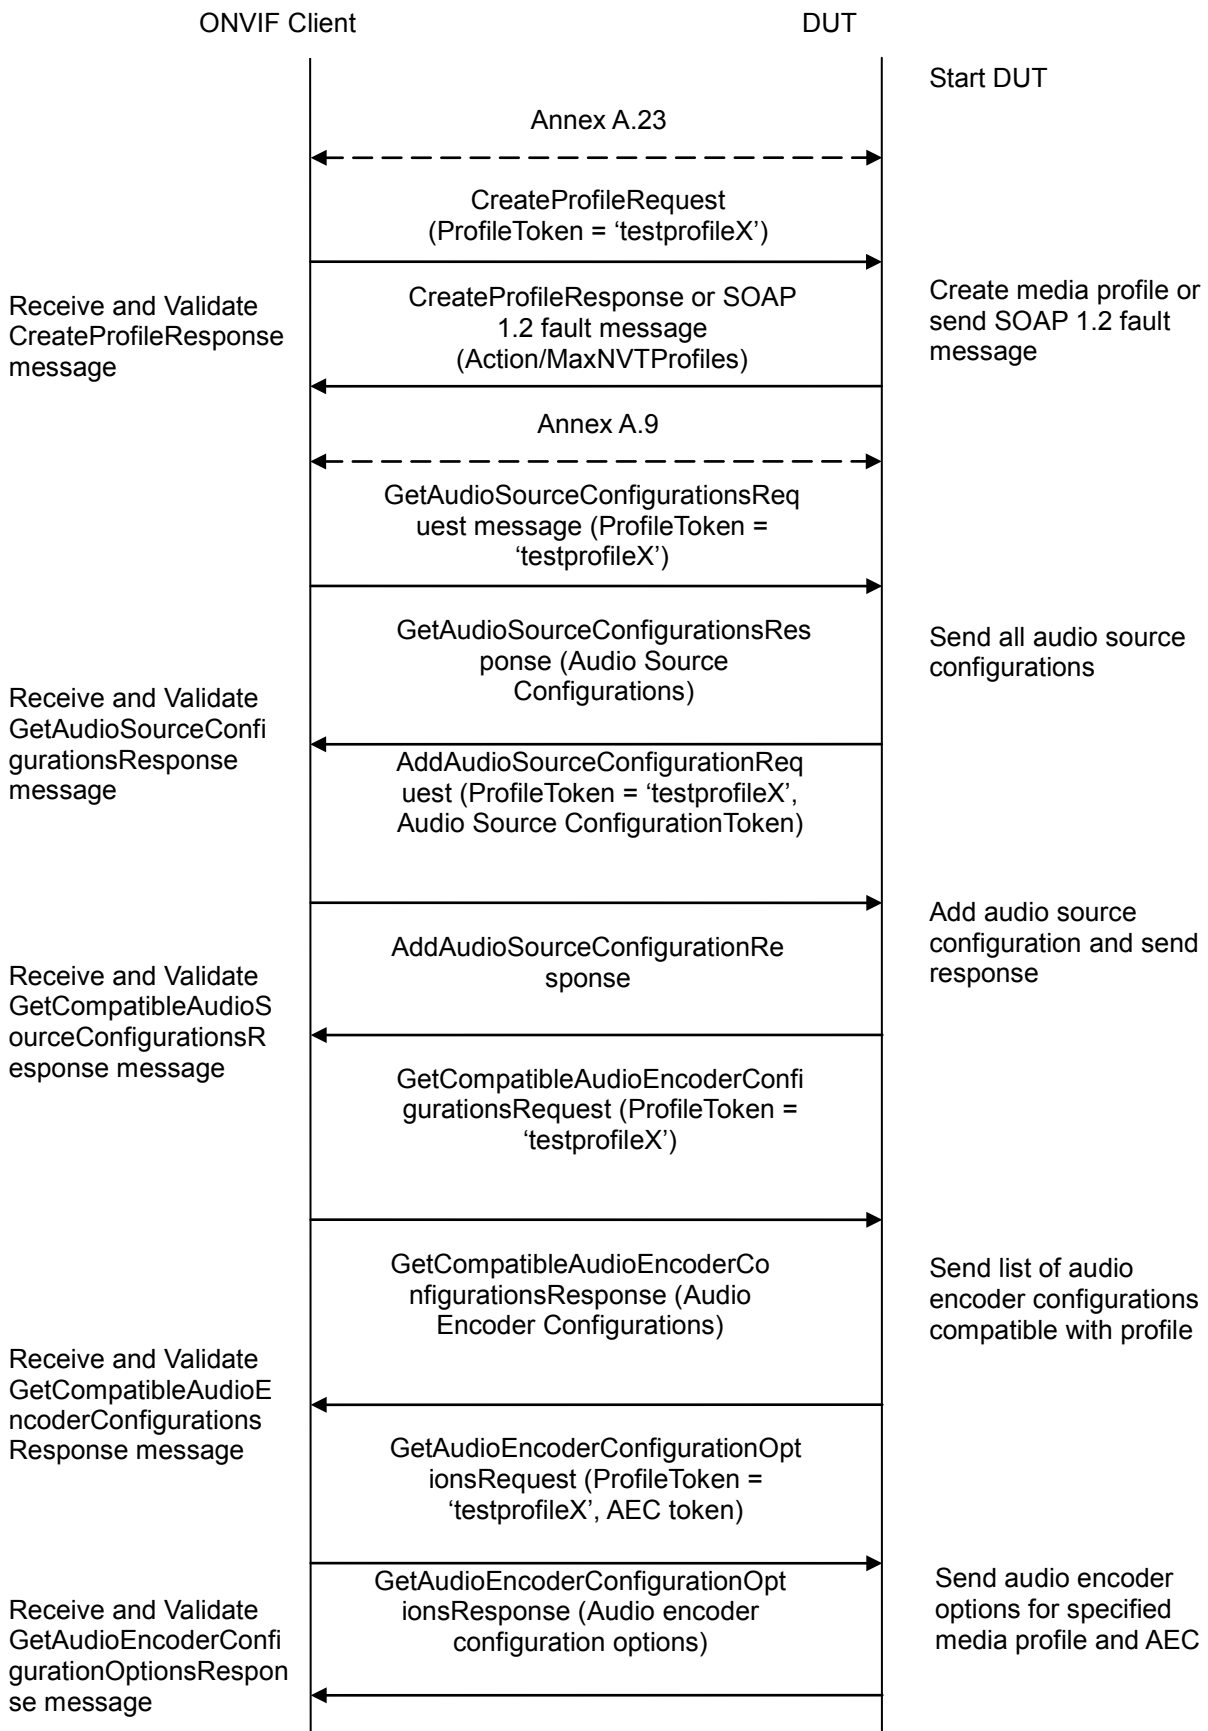 ONVIF Client
DUT
Start DUT
Annex A.23
CreateProfileRequest
(ProfileToken = ‘testprofileX’)
Receive and Validate
CreateProfileResponse
message
CreateProfileResponse or SOAP
1.2 fault message
(Action/MaxNVTProfiles)
Create media profile or
send SOAP 1.2 fault
message
Annex A.9
GetAudioSourceConfigurationsReq
uest message (ProfileToken =
‘testprofileX’)
GetAudioSourceConfigurationsRes
ponse (Audio Source
Configurations)
Send all audio source
configurations
Receive and Validate
GetAudioSourceConfi
gurationsResponse
message
AddAudioSourceConfigurationReq
uest (ProfileToken = ‘testprofileX’,
Audio Source ConfigurationToken)
Add audio source
configuration and send
response
AddAudioSourceConfigurationRe
sponse
Receive and Validate
GetCompatibleAudioS
ourceConfigurationsR
esponse message
GetCompatibleAudioEncoderConfi
gurationsRequest (ProfileToken =
‘testprofileX’)
GetCompatibleAudioEncoderCo
nfigurationsResponse (Audio
Encoder Configurations)
Send list of audio
encoder configurations
compatible with profile
Receive and Validate
GetCompatibleAudioE
ncoderConfigurations
Response message
GetAudioEncoderConfigurationOpt
ionsRequest (ProfileToken =
‘testprofileX’, AEC token)
GetAudioEncoderConfigurationOpt
ionsResponse (Audio encoder
configuration options)
Send audio encoder
options for specified
media profile and AEC
Receive and Validate
GetAudioEncoderConfi
gurationOptionsRespon
se message